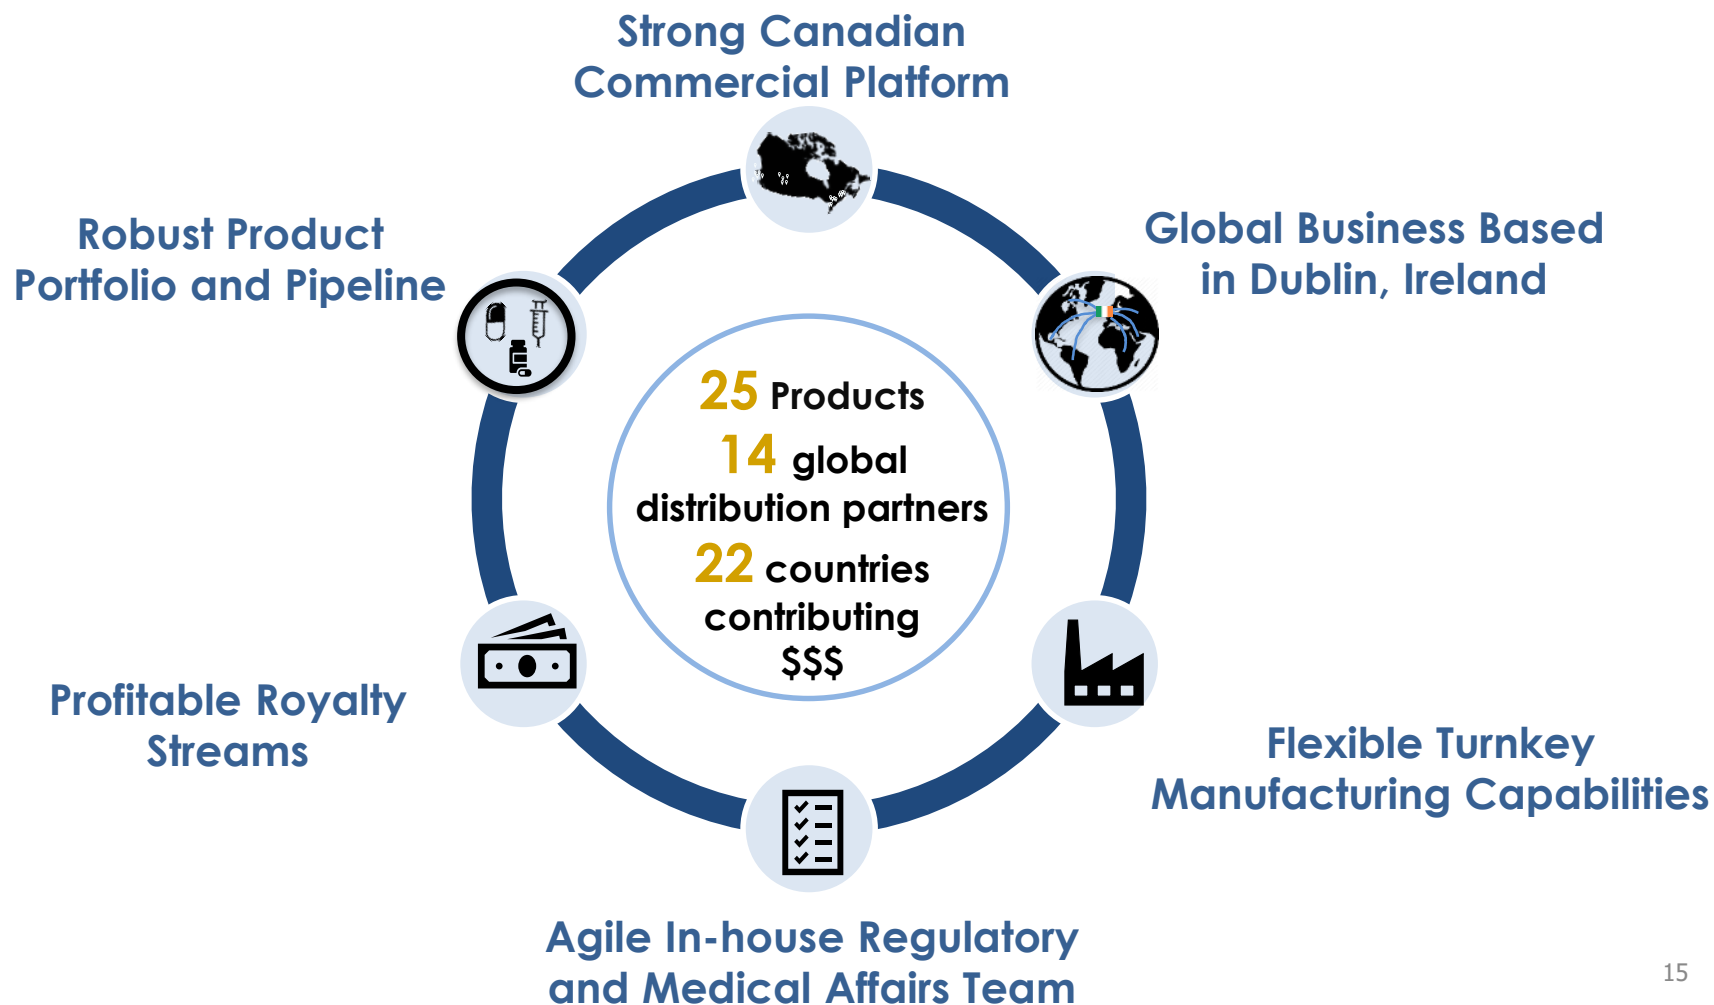 Strong Canadian
Commercial Platform
Robust Product
Portfolio and Pipeline
Global Business Based
in Dublin, Ireland
25 Products
14 global
distribution partners
22 countries
contributing
$$$
Profitable Royalty
Streams
Flexible Turnkey
Manufacturing Capabilities
Agile In-house Regulatory
and Medical Affairs Team
15